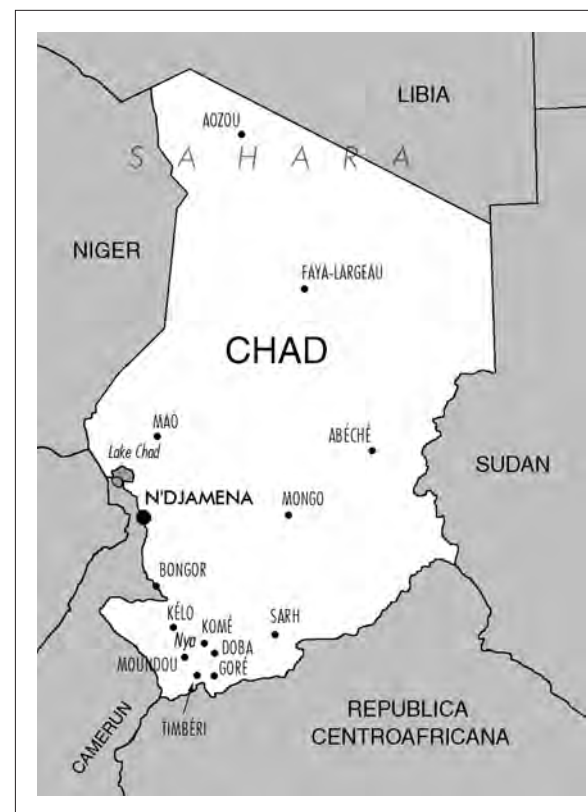 LIBIA
AOZOU
SAHARA
NIGER
FAYA-LARGEAU
CHAD
MAO
ABÉCHÉ
Lake Chad
SUDAN
N'DJAMENA
MONGO
BONGOR
KÉLO
SARH
Nya
KOMÉ
DOBA
MOUNDOU
GORÉ
TIMBÉRI
CAMERUN
REPUBLICA
CENTROAFRICANA